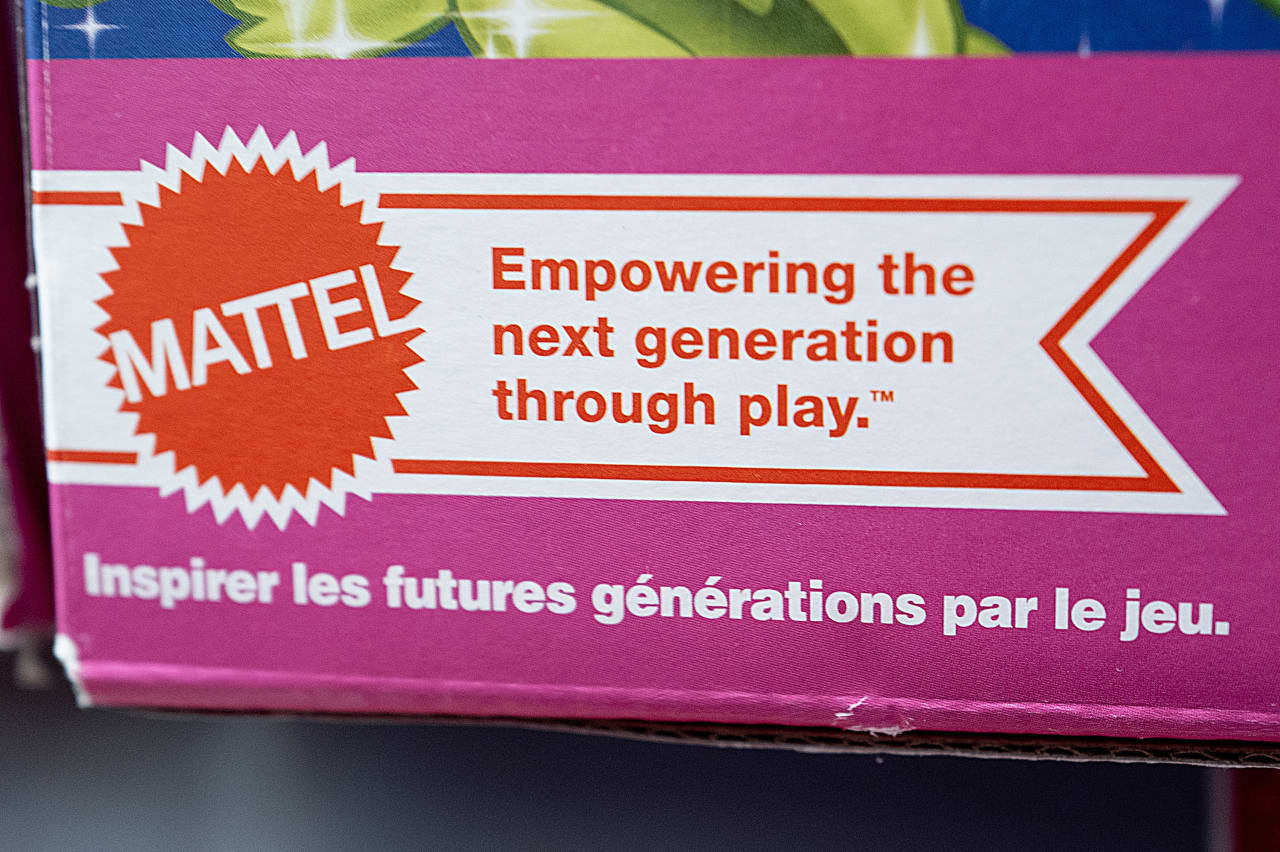 MATTEL
Empowering the
next generation
through play.™
Inspirer les futures générations par le jeu.